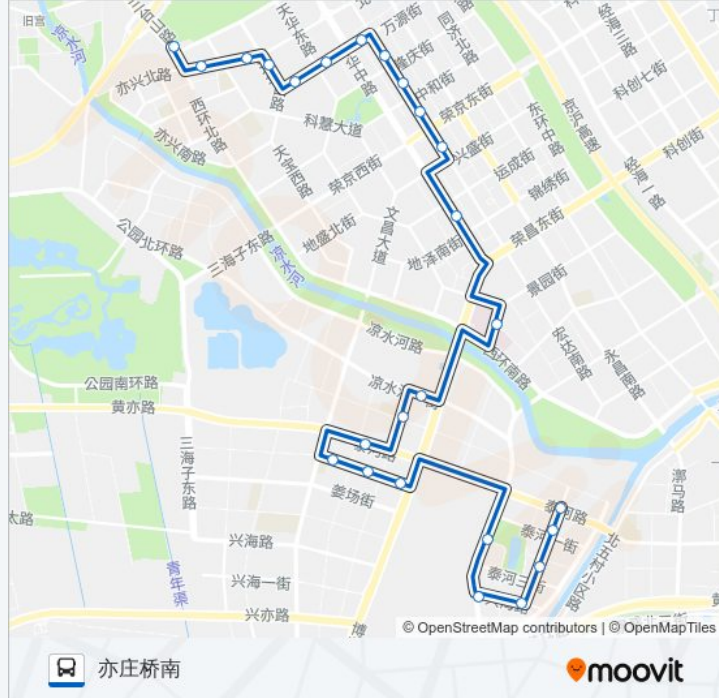 旧宫
三台山路
天华东路
万源街
同济北路
经海三路
凉水河
隆庆街
华中路
中和街
科创七街
亦兴北路
西环北路
科慧大道
荣京东街
东环中路
京沪高速
亦兴南路
天宝西路
荣京西街
兴盛街
运成街
科创街
经海一路
锦绣街
文昌大道
公园北环路
三海子东路
地盛北街
凉水河
地泽南街
荣昌东街
景园街
凉水河路
西环南路
宏达南路
永昌南路
公园南环路
黄亦路
三海子东路
姜场街
漷马路
泰河路
泰河一街
北五村小区路
兴海路
泰河三街
兴海一街
青年渠
兴亦路
© OpenStreetMap contributors | © OpenMapTiles
亦庄桥南
moovit